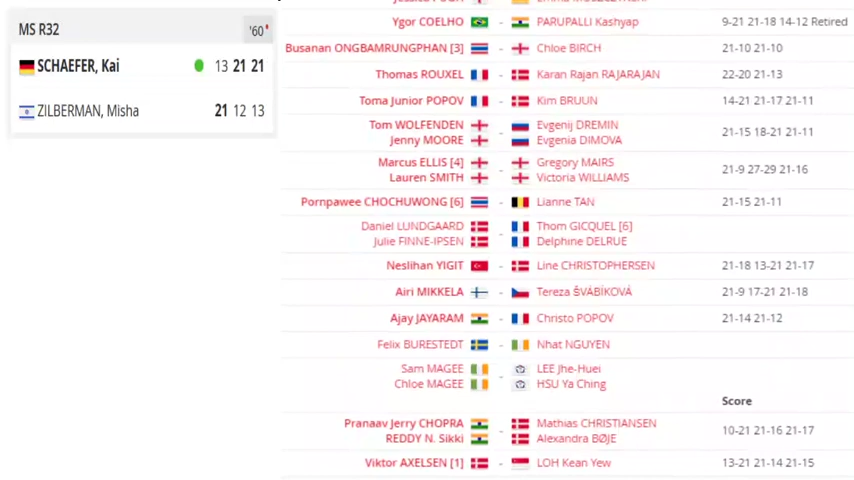 MS R32 '60'
SCHAEFER, Kai 13 21 21
ZILBERMAN, Misha 21 12 13
Ygor COELHO - PARUPALLI Kashyap 9-21 21-18 14-12 Retired
Busanan ONGBAMRUNGPHAN [3] - Chloe BIRCH 21-10 21-10
Thomas ROUXEL - Karan Rajan RAJARAJAN 22-20 21-13
Toma Junior POPOV - Kim BRUUN 14-21 21-17 21-11
Tom WOLFENDEN Evgenij DREMIN
Jenny MOORE - Evgenia DIMOVA 21-15 18-21 21-11
Marcus ELLIS [4] Gregory MAIRS
Lauren SMITH - Victoria WILLIAMS 21-9 27-29 21-16
Pornpawee CHOCHUWONG [6] - Lianne TAN 21-15 21-11
Daniel LUNDGAARD Thom GICQUEL [6]
Julie FINNE-IPSEN - Delphine DELRUE
Neslihan YIGIT - Line CHRISTOPHERSEN 21-18 13-21 21-17
Airi MIKKELA - Tereza ŠVÁBÍKOVÁ 21-9 17-21 21-18
Ajay JAYARAM - Christo POPOV 21-14 21-12
Felix BURESTEDT - Nhat NGUYEN
Sam MAGEE LEE Jhe-Huei
Chloe MAGEE - HSU Ya Ching
Score
Pranaav Jerry CHOPRA Mathias CHRISTIANSEN
REDDY N. Sikki - Alexandra BØJE 10-21 21-16 21-17
Viktor AXELSEN [1] - LOH Kean Yew 13-21 21-14 21-15